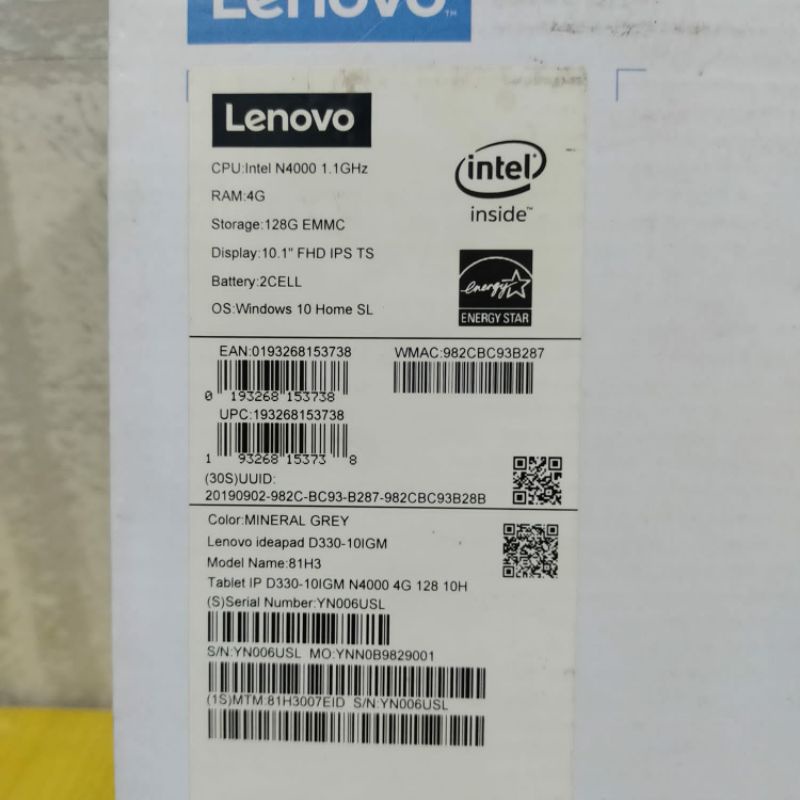 Lenovo™
Lenovo
CPU:Intel N4000 1.1GHz
RAM:4G
Storage:128G EMMC
Display:10.1" FHD IPS TS
Battery:2CELL
OS:Windows 10 Home SL
intel
inside™
energy
ENERGY STAR
EAN:0193268153738
0 193268 153738
WMAC:982CBC93B287
UPC:193268153738
1 93268 15373 8
(30S)UUID:
20190902-982C-BC93-B287-982CBC93B28B
Color:MINERAL GREY
Lenovo ideapad D330-10IGM
Model Name:81H3
Tablet IP D330-10IGM N4000 4G 128 10H
(S)Serial Number:YN006USL
S/N:YN006USL MO:YNN0B9829001
(1S)MTM:81H3007EID S/N:YN006USL